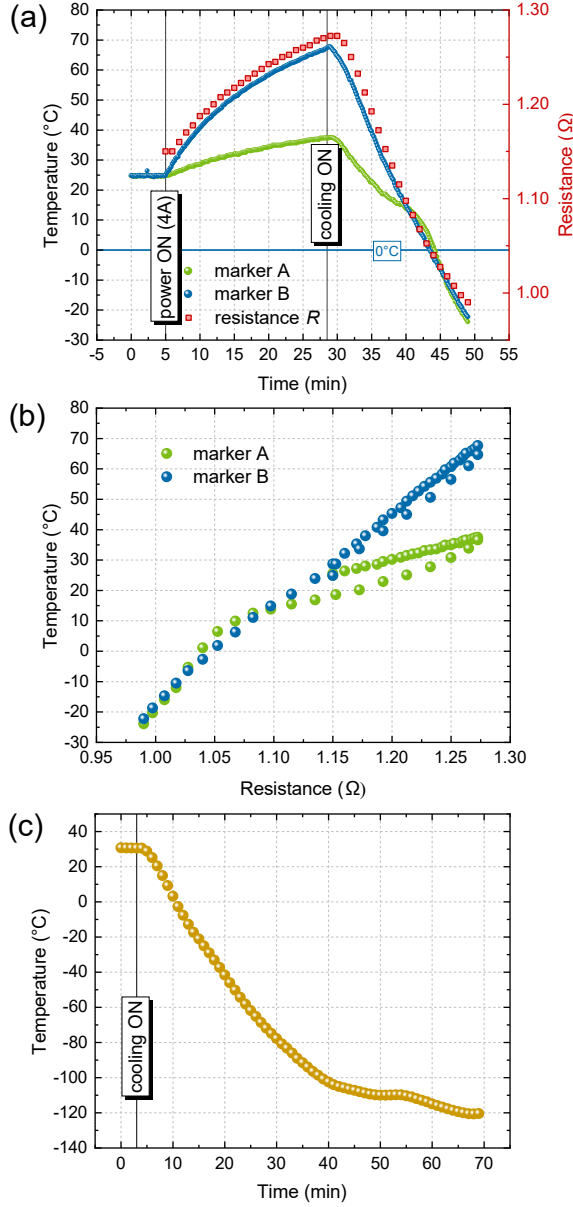 (a)
80
70
60
50
40
30
20
10
0
-10
-20
-30
Temperature (°C)
1.30
1.20
1.10
1.00
Resistance (Ω)
power ON (4A)
cooling ON
0°C
marker A
marker B
resistance R
-5 0 5 10 15 20 25 30 35 40 45 50 55
Time (min)
(b)
80
70
60
50
40
30
20
10
0
-10
-20
-30
Temperature (°C)
marker A
marker B
0.95 1.00 1.05 1.10 1.15 1.20 1.25 1.30
Resistance (Ω)
(c)
40
20
0
-20
-40
-60
-80
-100
-120
-140
Temperature (°C)
cooling ON
0 10 20 30 40 50 60 70
Time (min)